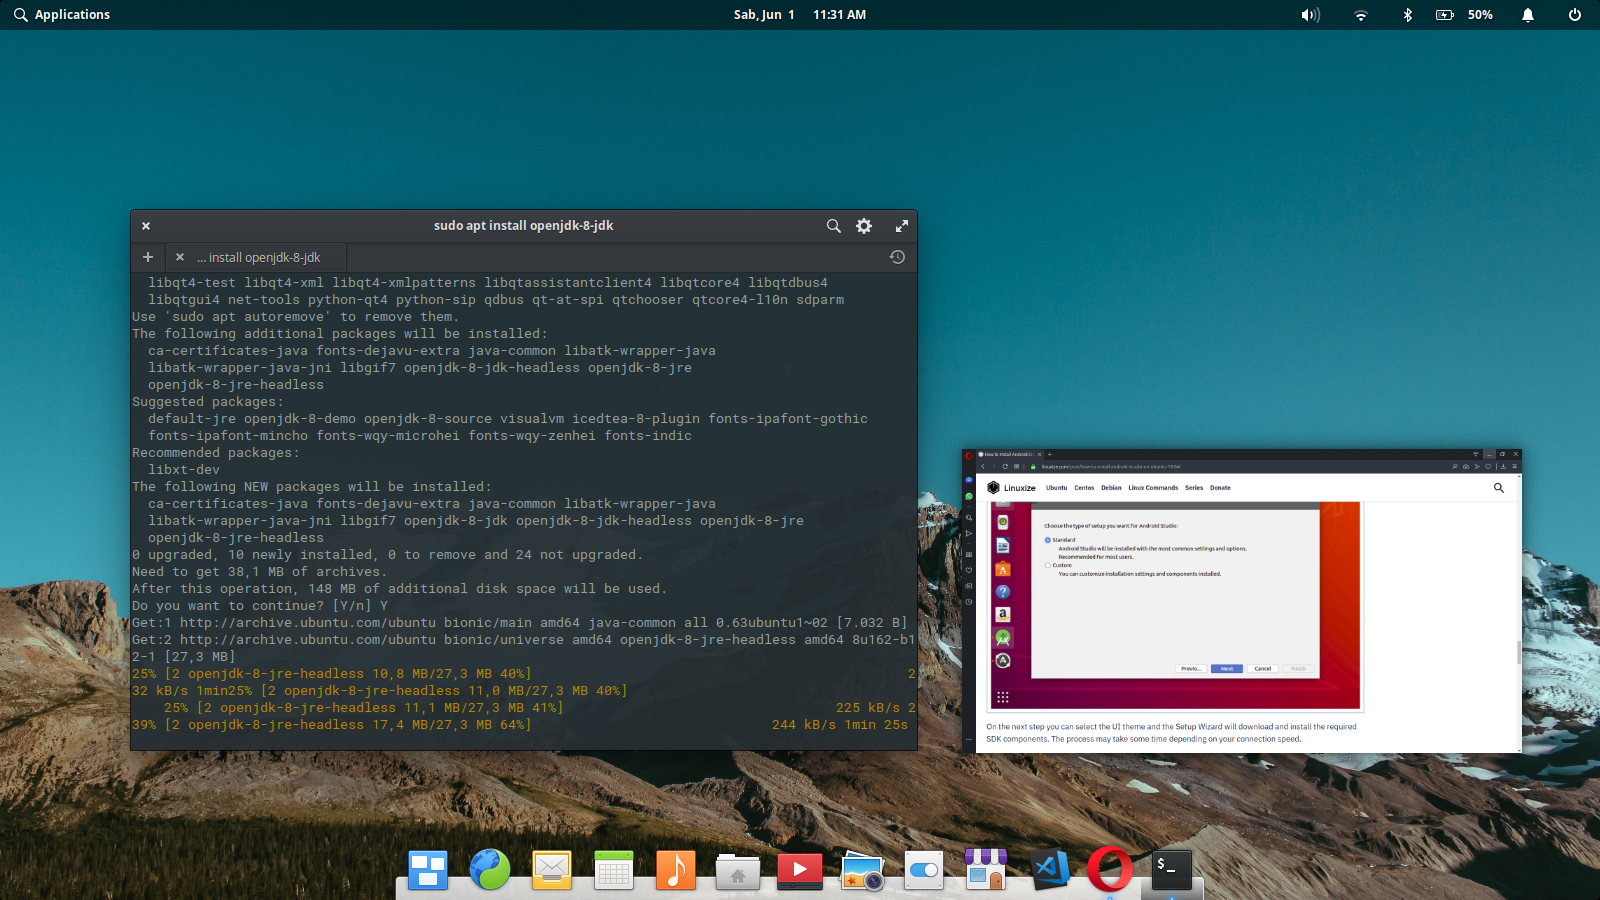 Applications
Sab, Jun 1 11:31 AM
50%
sudo apt install openjdk-8-jdk
... install openjdk-8-jdk
libqt4-test libqt4-xml libqt4-xmlpatterns libqtassistantclient4 libqtcore4 libqtdbus4
libqtgui4 net-tools python-qt4 python-sip qdbus qt-at-spi qtchooser qtcore4-l10n sdparm
Use 'sudo apt autoremove' to remove them.
The following additional packages will be installed:
ca-certificates-java fonts-dejavu-extra java-common libatk-wrapper-java
libatk-wrapper-java-jni libgif7 openjdk-8-jdk-headless openjdk-8-jre
openjdk-8-jre-headless
Suggested packages:
default-jre openjdk-8-demo openjdk-8-source visualvm icedtea-8-plugin fonts-ipafont-gothic
fonts-ipafont-mincho fonts-wqy-microhei fonts-wqy-zenhei fonts-indic
Recommended packages:
libxt-dev
The following NEW packages will be installed:
ca-certificates-java fonts-dejavu-extra java-common libatk-wrapper-java
libatk-wrapper-java-jni libgif7 openjdk-8-jdk openjdk-8-jdk-headless openjdk-8-jre
openjdk-8-jre-headless
0 upgraded, 10 newly installed, 0 to remove and 24 not upgraded.
Need to get 38,1 MB of archives.
After this operation, 148 MB of additional disk space will be used.
Do you want to continue? [Y/n] Y
Get:1 http://archive.ubuntu.com/ubuntu bionic/main amd64 java-common all 0.63ubuntu1~02 [7.032 B]
Get:2 http://archive.ubuntu.com/ubuntu bionic/universe amd64 openjdk-8-jre-headless amd64 8u162-b1
2-1 [27,3 MB]
25% [2 openjdk-8-jre-headless 10,8 MB/27,3 MB 40%] 2
32 kB/s 1min25% [2 openjdk-8-jre-headless 11,0 MB/27,3 MB 40%]
25% [2 openjdk-8-jre-headless 11,1 MB/27,3 MB 41%] 225 kB/s 2
39% [2 openjdk-8-jre-headless 17,4 MB/27,3 MB 64%] 244 kB/s 1min 25s
How to Install Android S
linuxize.com/post/how-to-install-android-studio-on-ubuntu-18-04/
Linuxize Ubuntu Centos Debian Linux Commands Series Donate
Choose the type of setup you want for Android Studio:
Standard
Android Studio will be installed with the most common settings and options.
Recommended for most users.
Custom
You can customize installation settings and components installed.
Previo... Next Cancel Finish
On the next step you can select the UI theme and the Setup Wizard will download and install the required
SDK components. The process may take some time depending on your connection speed.
$_